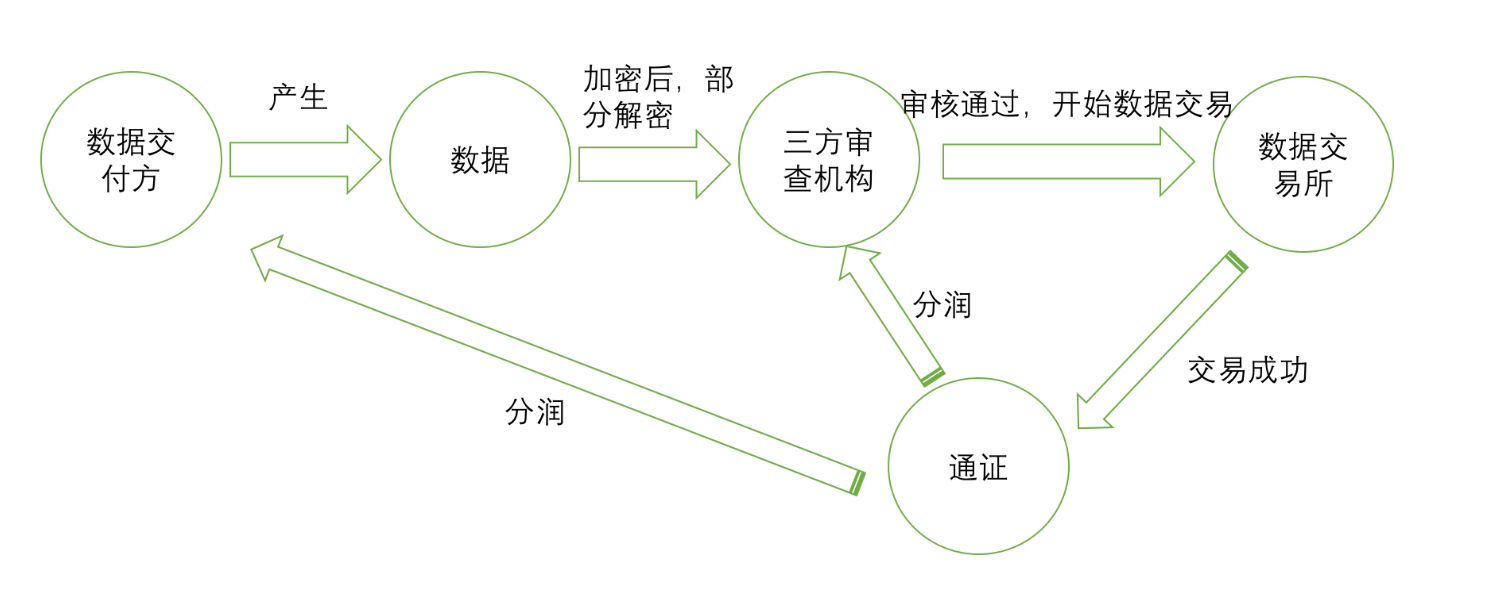 产生
加密后，部
分解密
审核通过，开始数据交易
数据交
付方
数据
三方审
查机构
数据交
易所
分润
交易成功
分润
通证